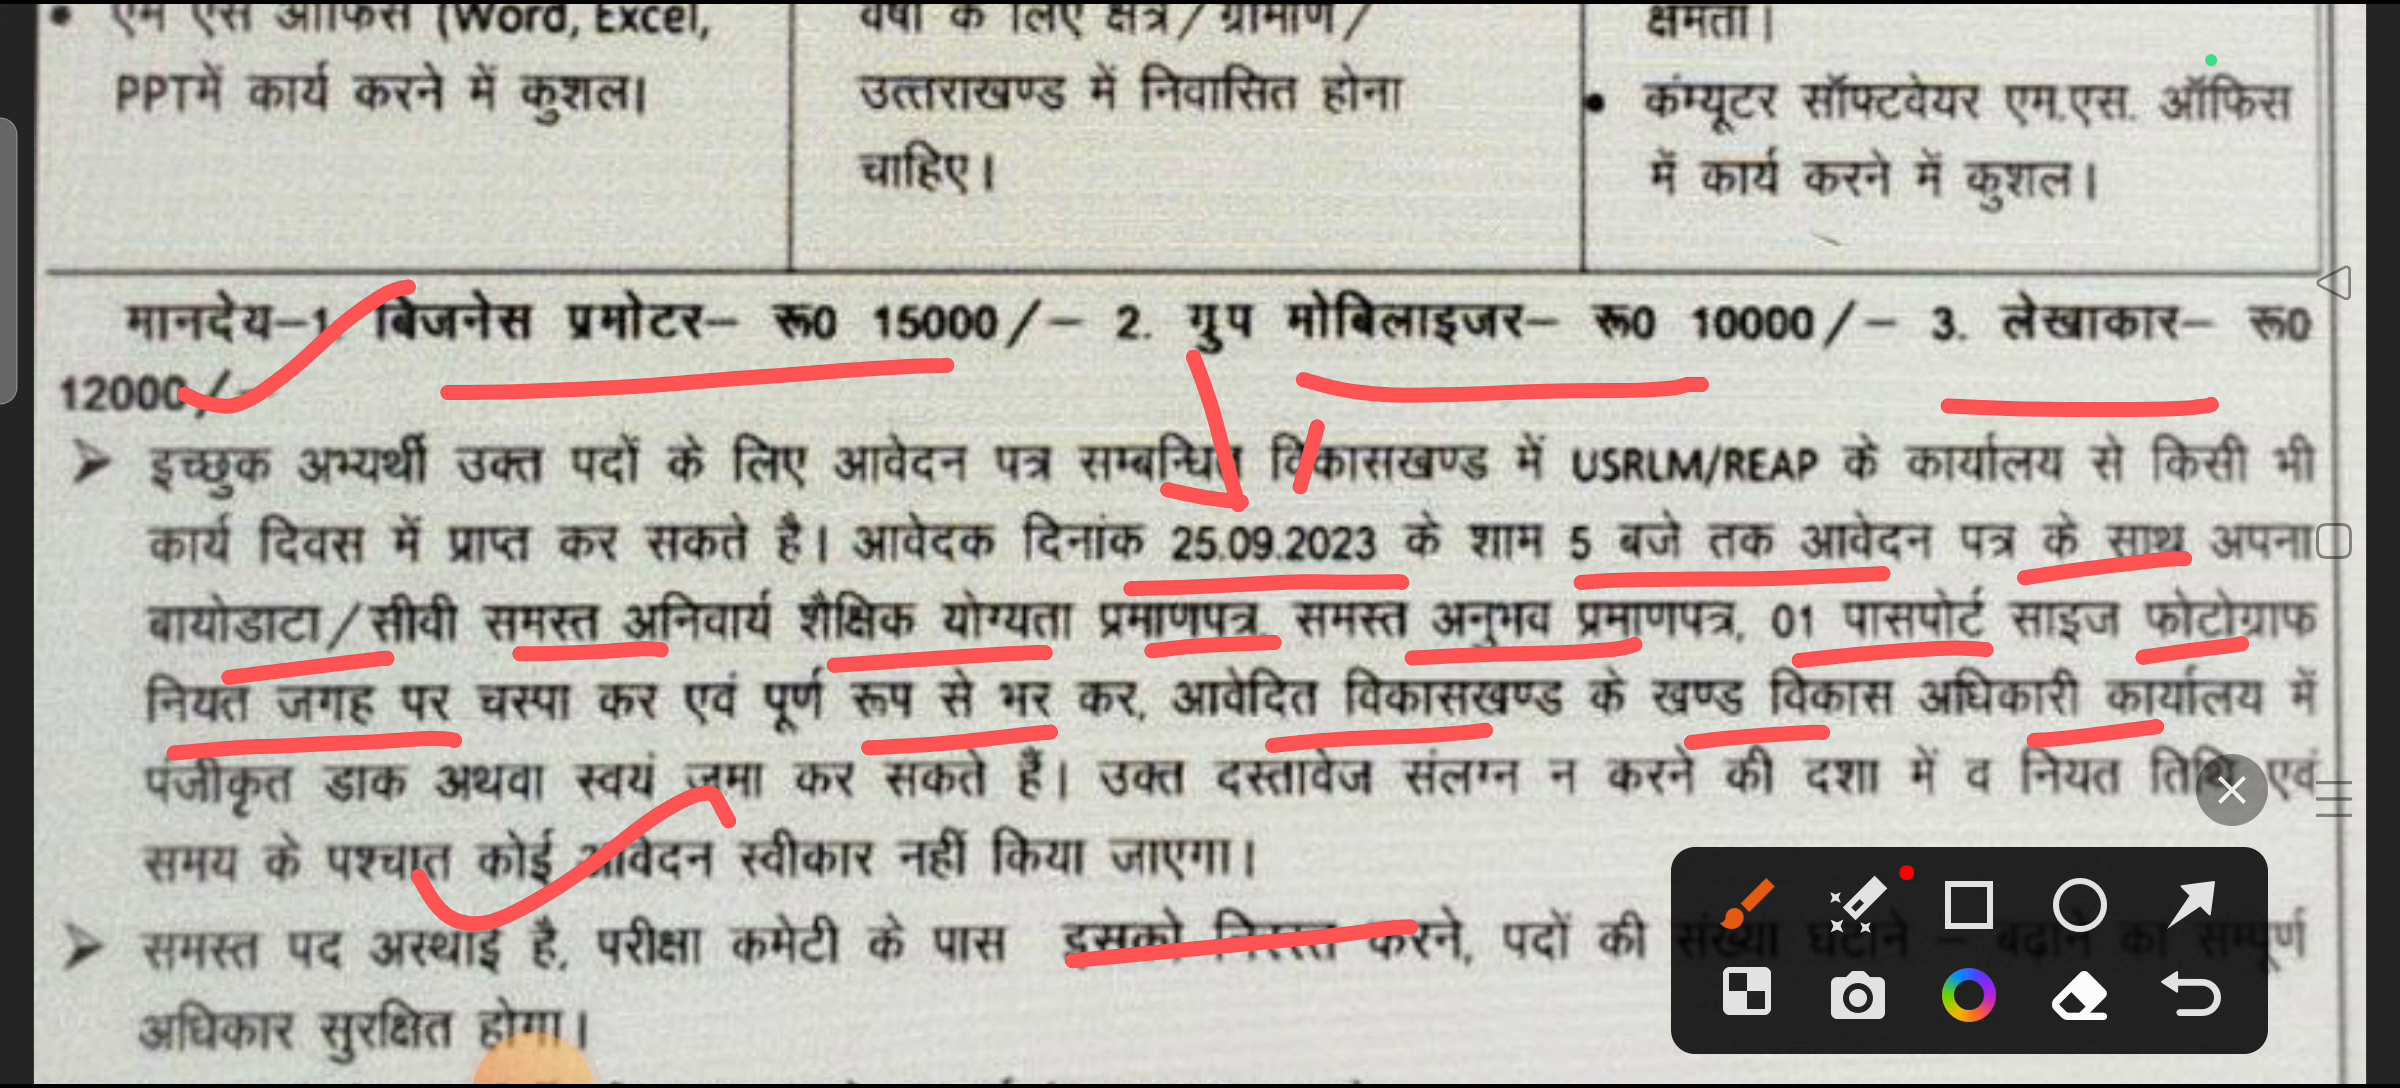 • एम एस ऑफिस (Word, Excel,
PPTमें कार्य करने में कुशल।
वर्षों के लिए क्षेत्र/ग्रामीण/
उत्तराखण्ड में निवासित होना
चाहिए।
क्षमता।
• कंम्यूटर सॉफ्टवेयर एम.एस. ऑफिस
में कार्य करने में कुशल।
मानदेय–1. बिजनेस प्रमोटर– रू0 15000/– 2. ग्रुप मोबिलाइजर– रू0 10000/– 3. लेखाकार– रू0
12000/–
➢ इच्छुक अभ्यर्थी उक्त पदों के लिए आवेदन पत्र सम्बन्धित विकासखण्ड में USRLM/REAP के कार्यालय से किसी भी
कार्य दिवस में प्राप्त कर सकते है। आवेदक दिनांक 25.09.2023 के शाम 5 बजे तक आवेदन पत्र के साथ अपना
बायोडाटा/सीवी समस्त अनिवार्य शैक्षिक योग्यता प्रमाणपत्र, समस्त अनुभव प्रमाणपत्र, 01 पासपोर्ट साइज फोटोग्राफ
नियत जगह पर चस्पा कर एवं पूर्ण रूप से भर कर, आवेदित विकासखण्ड के खण्ड विकास अधिकारी कार्यालय में
पंजीकृत डाक अथवा स्वयं जमा कर सकते हैं। उक्त दस्तावेज संलग्न न करने की दशा में व नियत तिथि एवं
समय के पश्चात कोई आवेदन स्वीकार नहीं किया जाएगा।
➢ समस्त पद अस्थाई है, परीक्षा कमेटी के पास इसको निरस्त करने, पदों की संख्या घटाने – बढाने का सम्पूर्ण
अधिकार सुरक्षित होगा।